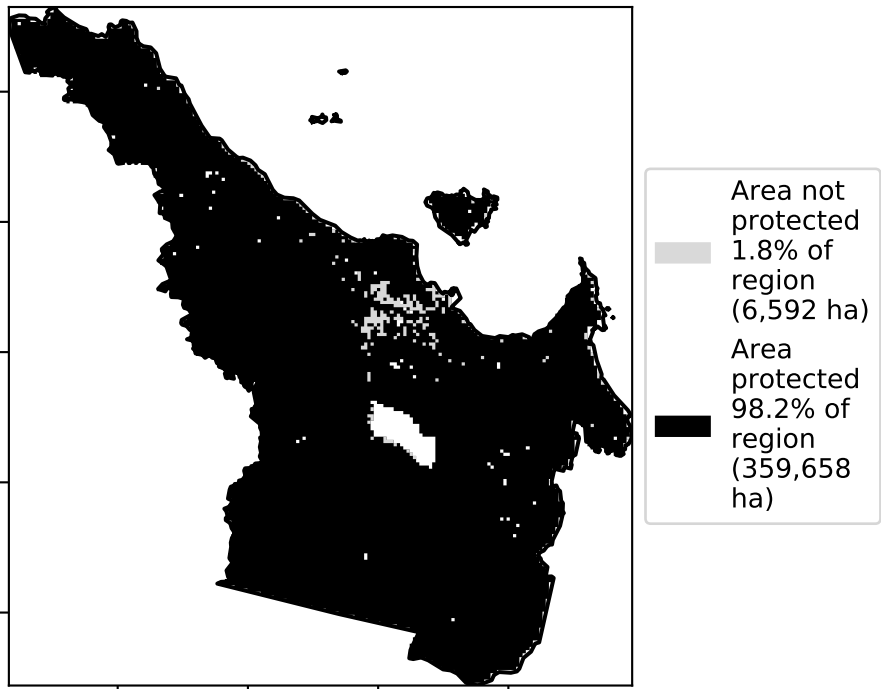 Area not
protected
1.8% of
region
(6,592 ha)
Area
protected
98.2% of
region
(359,658
ha)